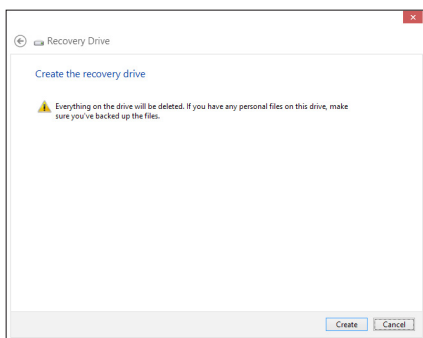 Recovery Drive
Create the recovery drive
Everything on the drive will be deleted. If you have any personal files on this drive, make
sure you've backed up the files.
Create Cancel